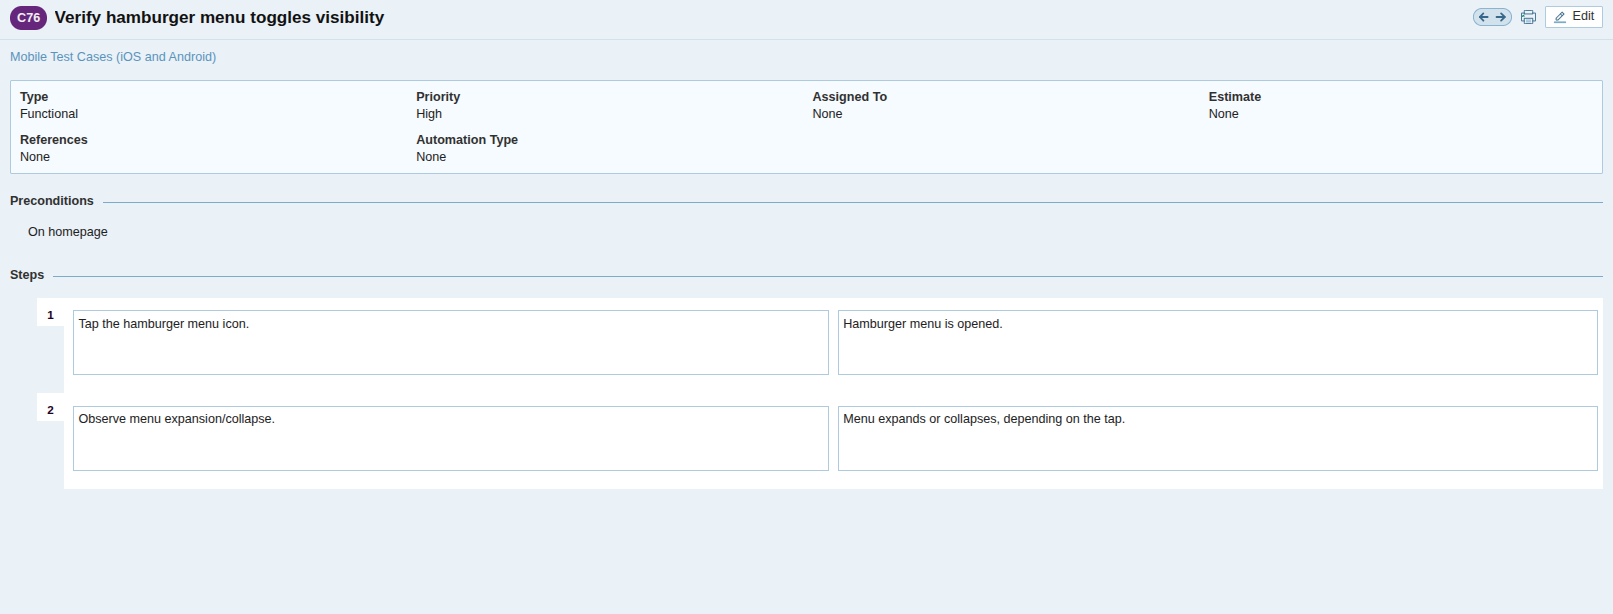 C76 Verify hamburger menu toggles visibility
Edit
Mobile Test Cases (iOS and Android)
Type Priority Assigned To Estimate
Functional High None None
References Automation Type
None None
Preconditions
On homepage
Steps
1 Tap the hamburger menu icon. Hamburger menu is opened.
2 Observe menu expansion/collapse. Menu expands or collapses, depending on the tap.